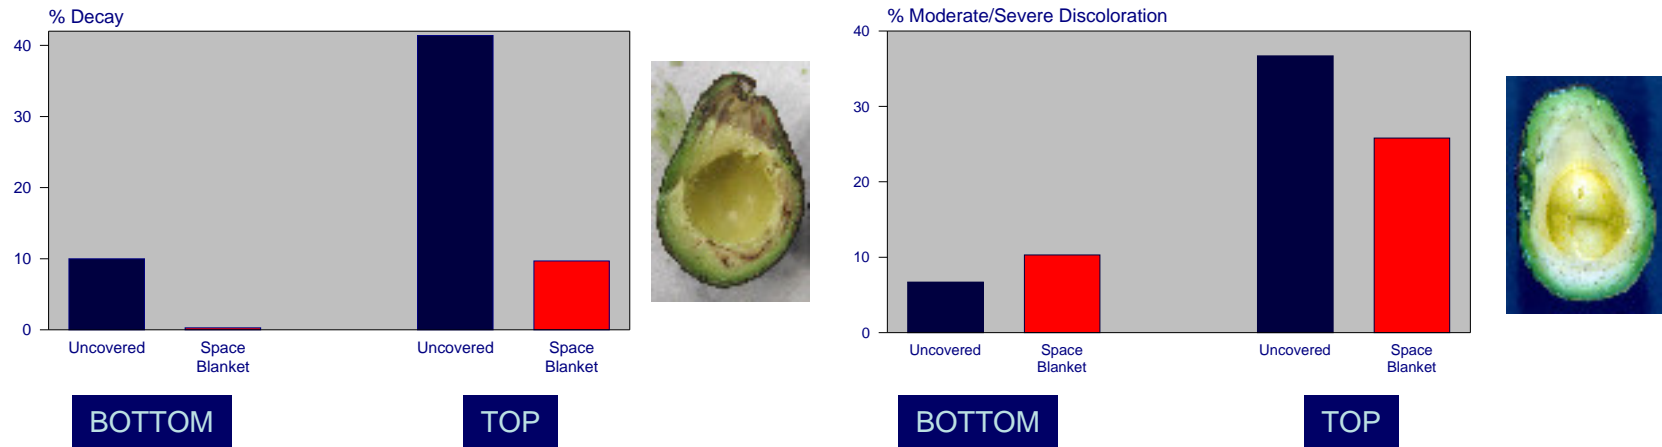 % Decay
40
30
20
10
0
Uncovered
Space
Blanket
Uncovered
Space
Blanket
BOTTOM
TOP
% Moderate/Severe Discoloration
40
30
20
10
0
Uncovered
Space
Blanket
Uncovered
Space
Blanket
BOTTOM
TOP